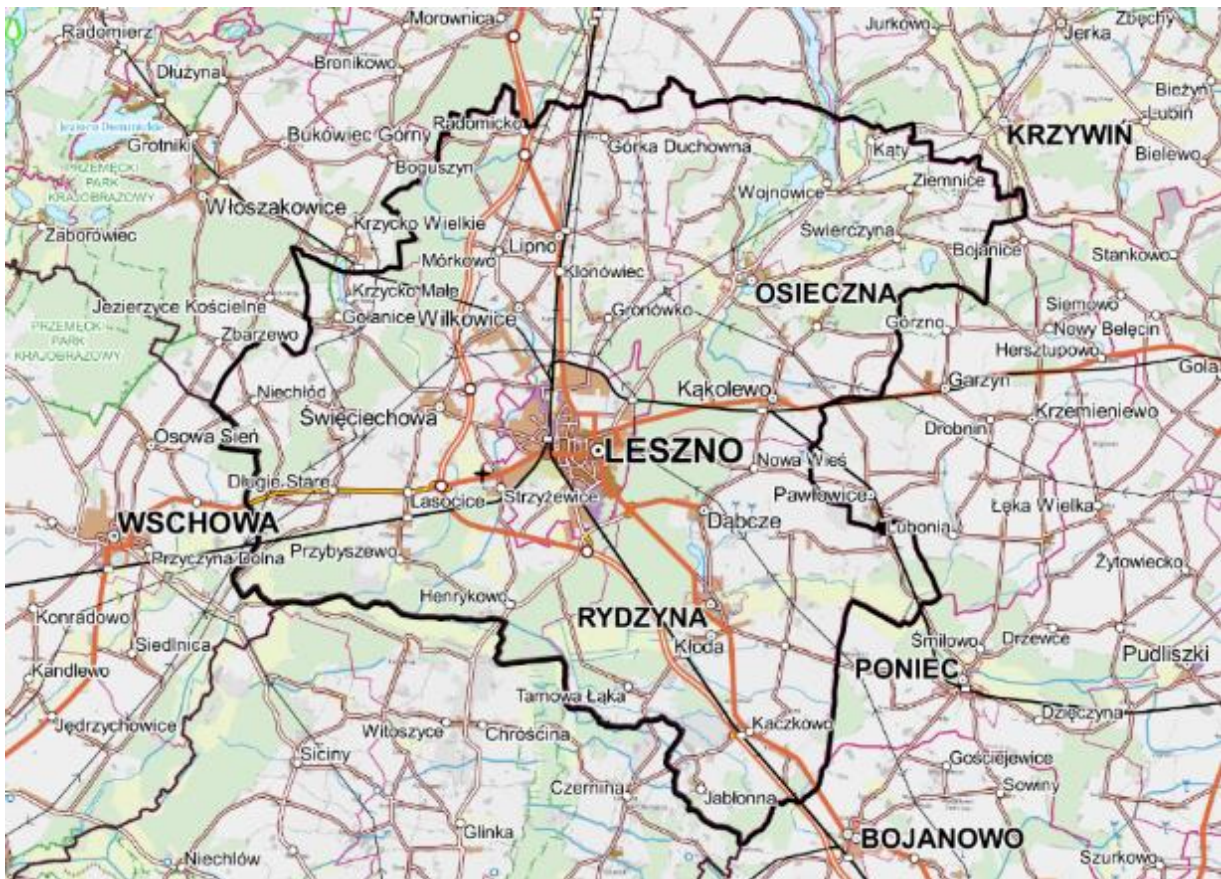 Morownica
Zbęchy
Jurkowo
Jerka
Radomierz
Bronikowo
Dłużyna
Bieżyń
Lubiń
Radomicko
KRZYWIŃ
Bukówiec Górny
Górka Duchowna
Kąty
Bielewo
Grotniki
Boguszyn
PRZEMĘCKI
PARK
KRAJOBRAZOWY
Wojnowice
Ziemnice
Włoszakowice
Krzycko Wielkie
Zaborówiec
Lipno
Świerczyna
Bojanice
Mórkowo
Klonówiec
Stankowo
OSIECZNA
Krzycko Małe
Jezierzyce Kościelne
Gołanice
Wilkowice
Gronówko
Siemowo
PRZEMĘCKI
PARK
KRAJOBRAZOWY
Zbarzewo
Górzno
Nowy Belęcin
Hersztupowo
Gola
Niechłód
Kąkolewo
Garzyn
Święciechowa
Krzemieniewo
Drobnin
Osowa Sień
LESZNO
Nowa Wieś
Długie Stare
Lasocice
Strzyżewice
Pawłowice
WSCHOWA
Dąbcze
Łęka Wielka
Lubonia
Przyczyna Dolna
Przybyszewo
Żytowiecko
Henrykowo
Konradowo
RYDZYNA
Siedlnica
Kłoda
Śmiłowo
Drzewce
Kandlewo
PONIEC
Pudliszki
Tarnowa Łąka
Jędrzychowice
Witoszyce
Chróścina
Kaczkowo
Dzięczyna
Siciny
Gościejewice
Czernina
Jabłonna
Sowiny
Glinka
BOJANOWO
Niechlów
Szurkowo